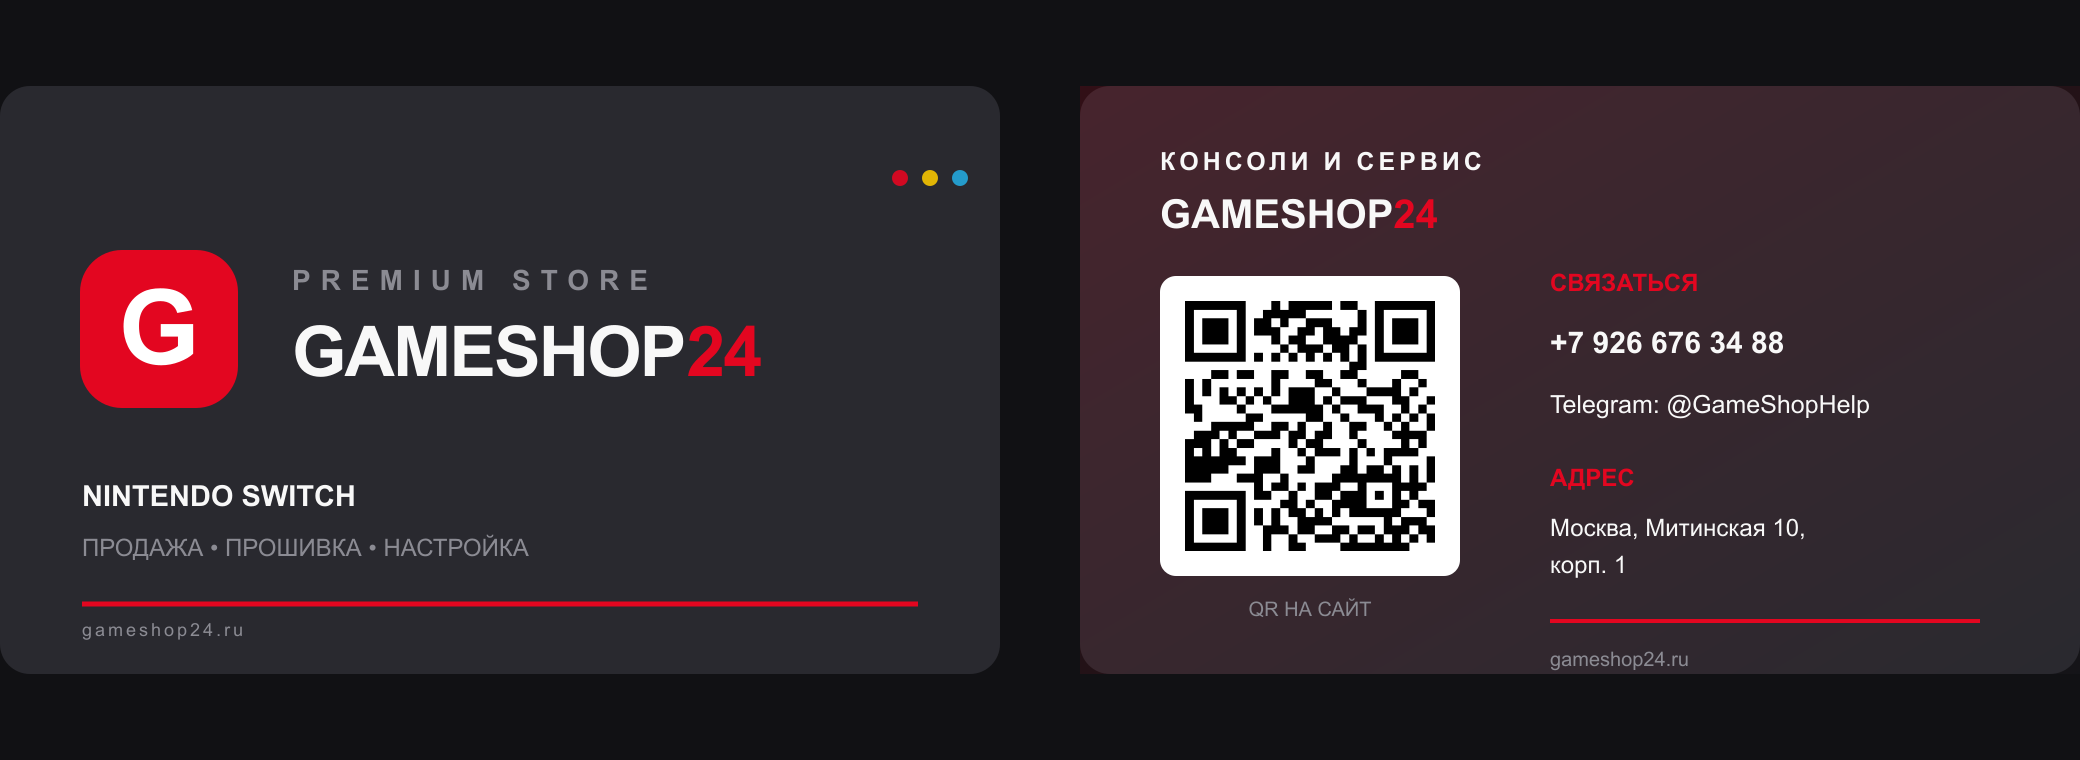 G
PREMIUM STORE
GAMESHOP24
NINTENDO SWITCH
ПРОДАЖА • ПРОШИВКА • НАСТРОЙКА
gameshop24.ru
КОНСОЛИ И СЕРВИС
GAMESHOP24
QR НА САЙТ
СВЯЗАТЬСЯ
+7 926 676 34 88
Telegram: @GameShopHelp
АДРЕС
Москва, Митинская 10,
корп. 1
gameshop24.ru